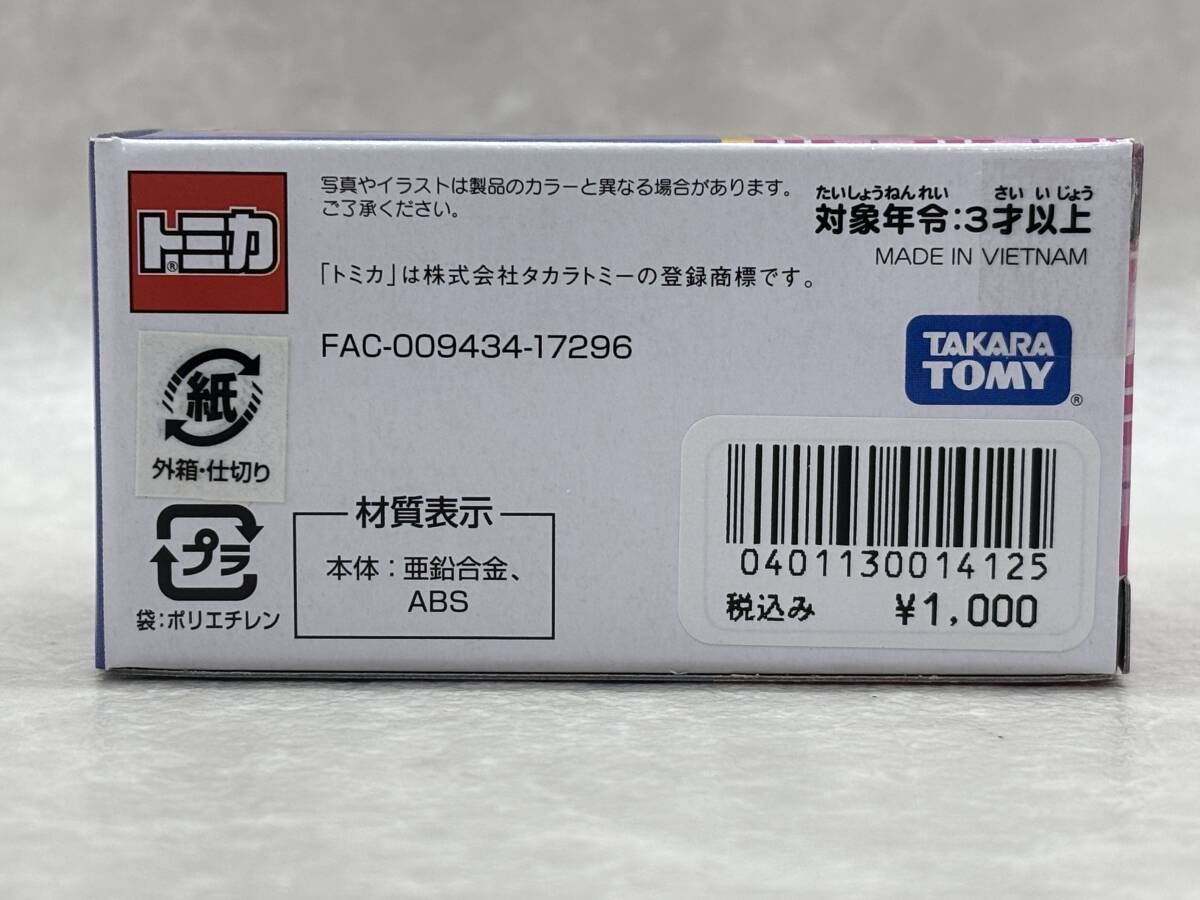 トミカ
®
写真やイラストは製品のカラーと異なる場合があります。
ご了承ください。
「トミカ」は株式会社タカラトミーの登録商標です。
FAC-009434-17296
たいしょうねんれい さいいじょう
対象年令:3才以上
MADE IN VIETNAM
TAKARA
TOMY
®
紙
外箱・仕切り
プラ
袋:ポリエチレン
材質表示
本体:亜鉛合金、
ABS
0401130014125
税込み ¥1,000